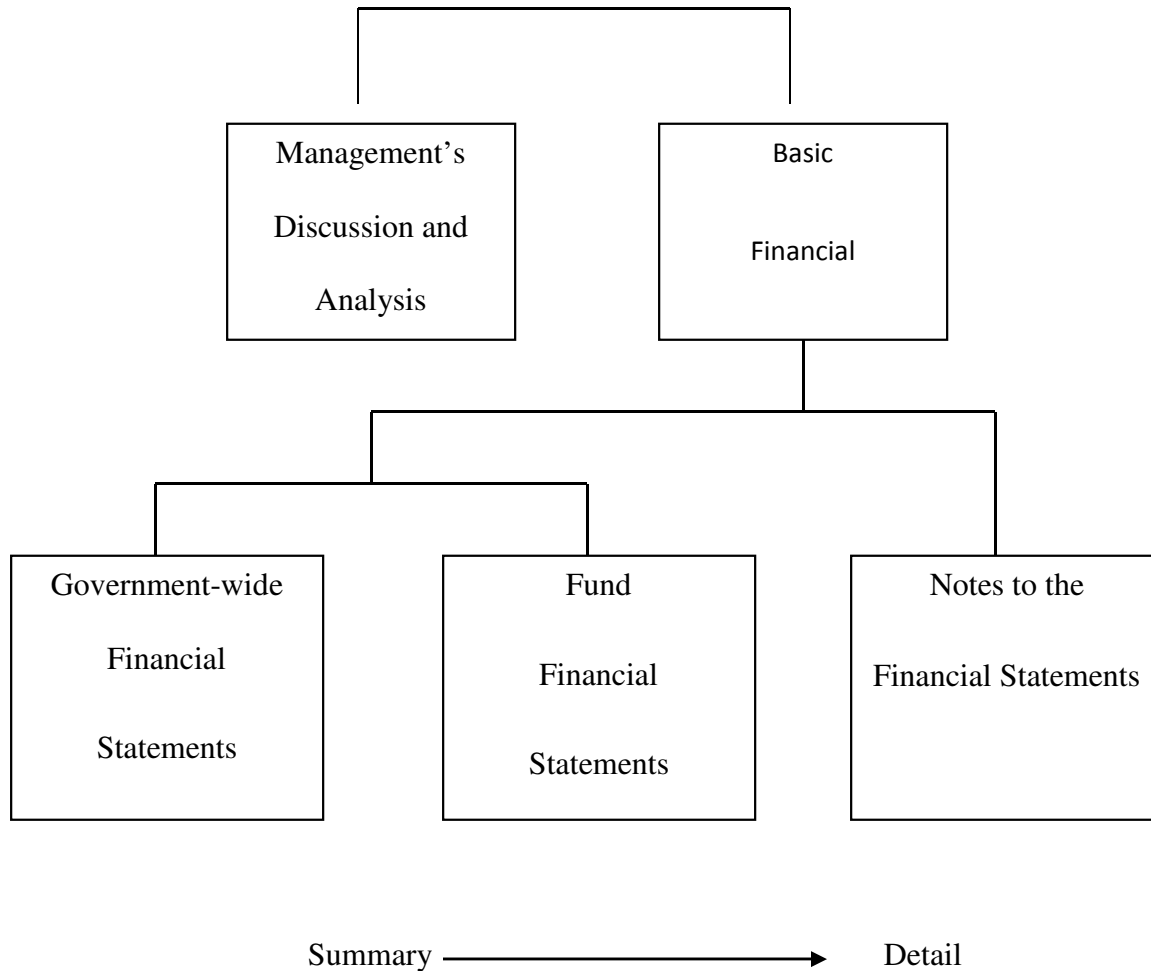 Management’s
Discussion and
Analysis
Basic
Financial
Government-wide
Financial
Statements
Fund
Financial
Statements
Notes to the
Financial Statements
Summary
Detail